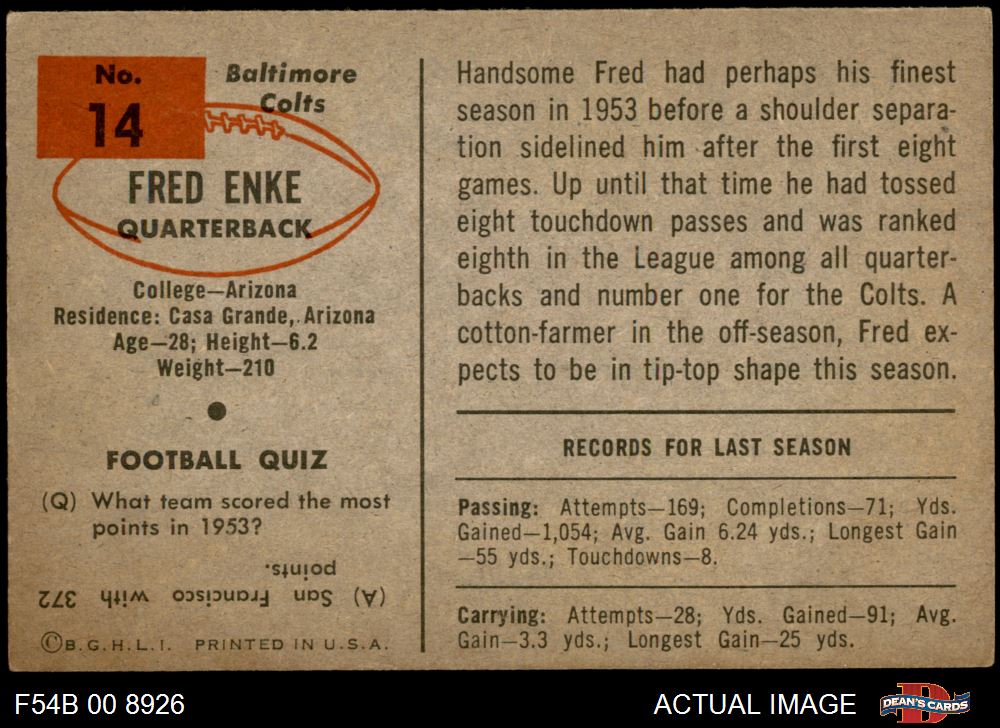 No.
14
Baltimore
Colts
FRED ENKE
QUARTERBACK
College—Arizona
Residence: Casa Grande, Arizona
Age—28; Height—6.2
Weight—210
FOOTBALL QUIZ
(Q) What team scored the most
points in 1953?
(A) San Francisco with 372
points.
©B.G.H.L.I. PRINTED IN U.S.A.
Handsome Fred had perhaps his finest
season in 1953 before a shoulder separa-
tion sidelined him after the first eight
games. Up until that time he had tossed
eight touchdown passes and was ranked
eighth in the League among all quarter-
backs and number one for the Colts. A
cotton-farmer in the off-season, Fred ex-
pects to be in tip-top shape this season.
RECORDS FOR LAST SEASON
Passing: Attempts—169; Completions—71; Yds.
Gained—1,054; Avg. Gain 6.24 yds.; Longest Gain
—55 yds.; Touchdowns—8.
Carrying: Attempts—28; Yds. Gained—91; Avg.
Gain—3.3 yds.; Longest Gain—25 yds.
F54B 00 8926
ACTUAL IMAGE
D
DEAN'S CARDS